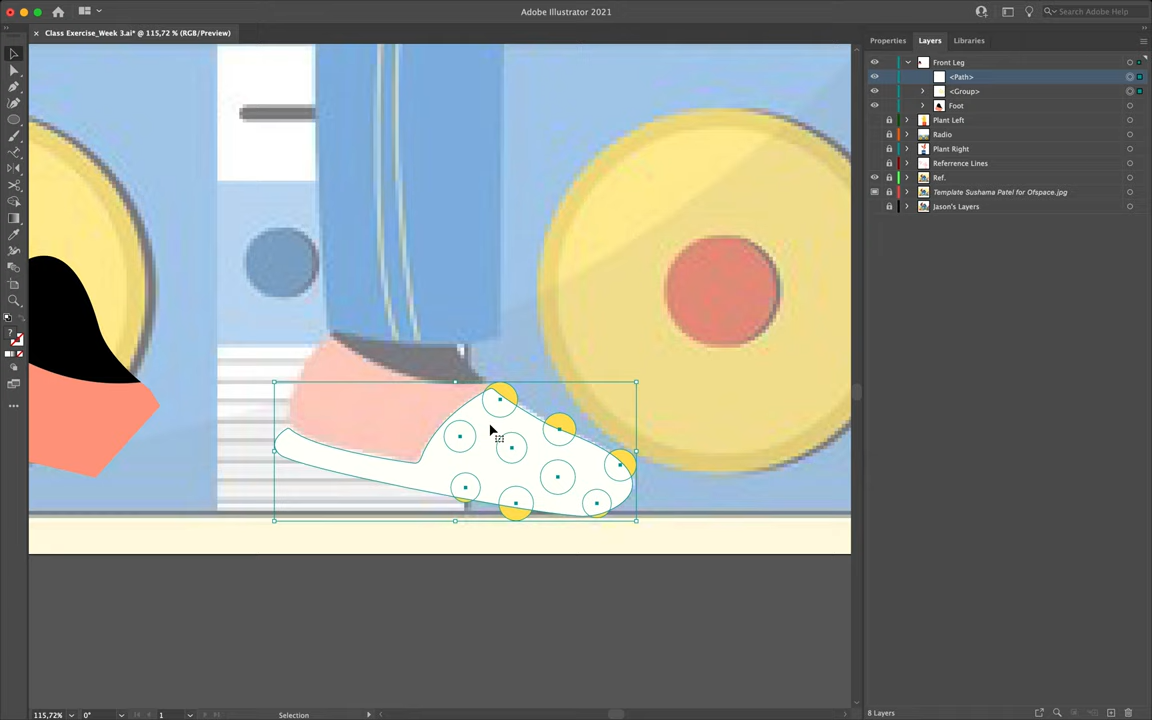 Adobe Illustrator 2021
Search Adobe Help
Class Exercise_Week 3.ai* @ 115,72 % (RGB/Preview)
Properties
Layers
Libraries
Front Leg
<Path>
<Group>
Foot
Plant Left
Radio
Plant Right
Referrence Lines
Ref.
Template Sushama Patel for Ofspace.jpg
Jason's Layers
115,72%
0°
1
Selection
8 Layers